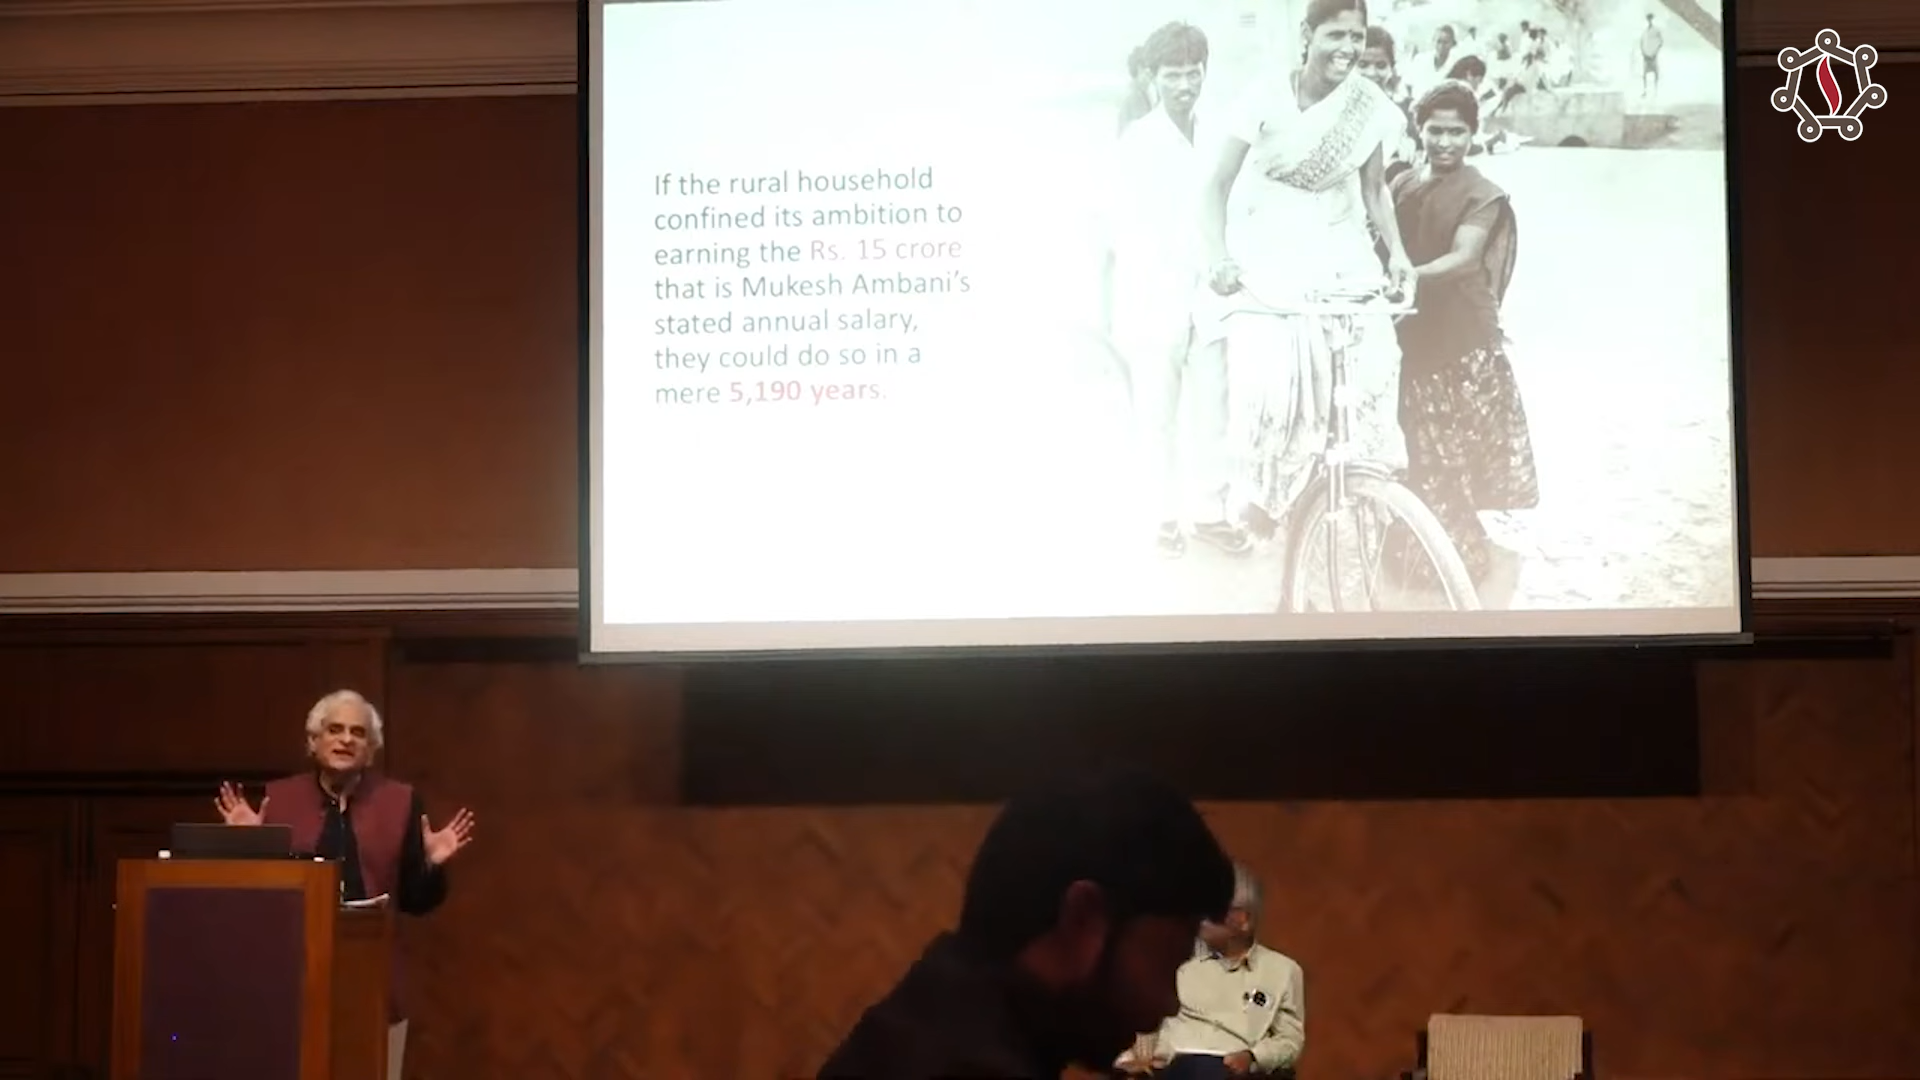 If the rural household
confined its ambition to
earning the Rs. 15 crore
that is Mukesh Ambani's
stated annual salary,
they could do so in a
mere 5,190 years.